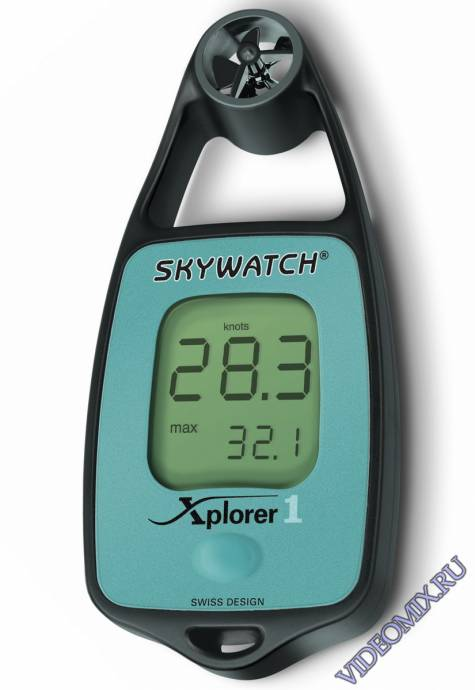 SKYWATCH®
knots
28.3
max 32.1
Xplorer 1
SWISS DESIGN
VIDEOMIX.RU